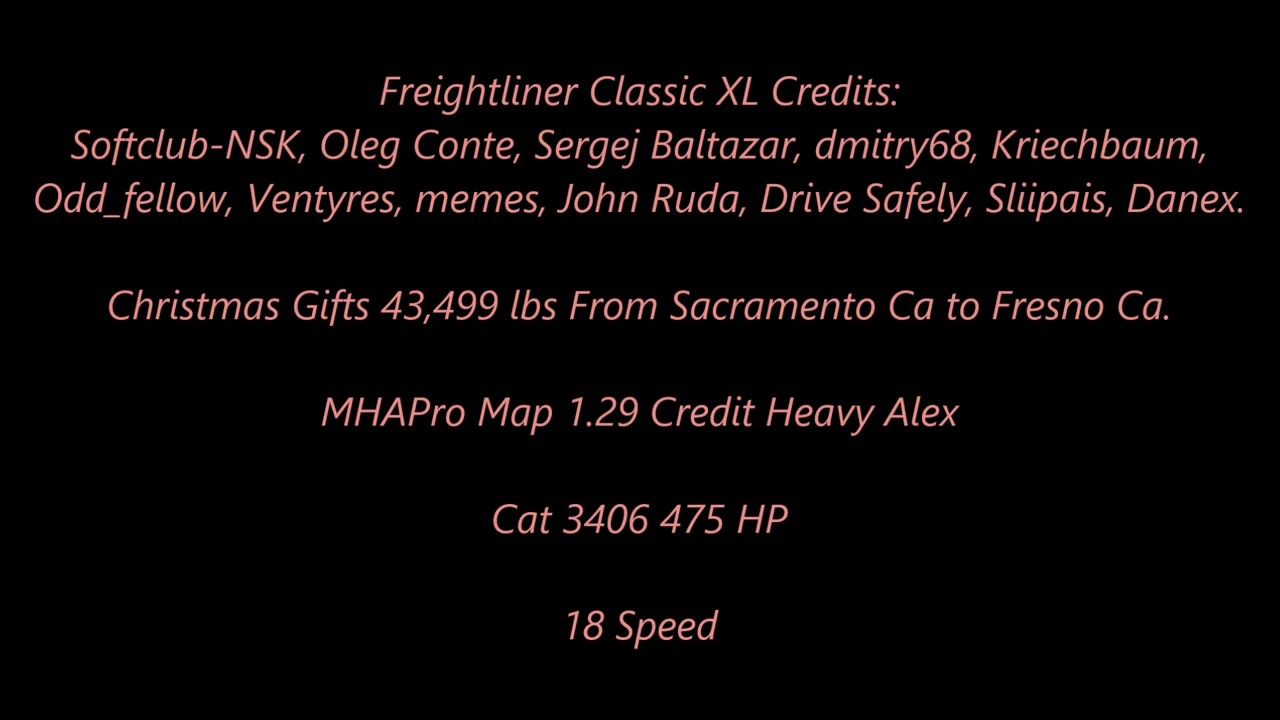 Freightliner Classic XL Credits:
Softclub-NSK, Oleg Conte, Sergej Baltazar, dmitry68, Kriechbaum,
Odd_fellow, Ventyres, memes, John Ruda, Drive Safely, Sliipais, Danex.
Christmas Gifts 43,499 lbs From Sacramento Ca to Fresno Ca.
MHAPro Map 1.29 Credit Heavy Alex
Cat 3406 475 HP
18 Speed